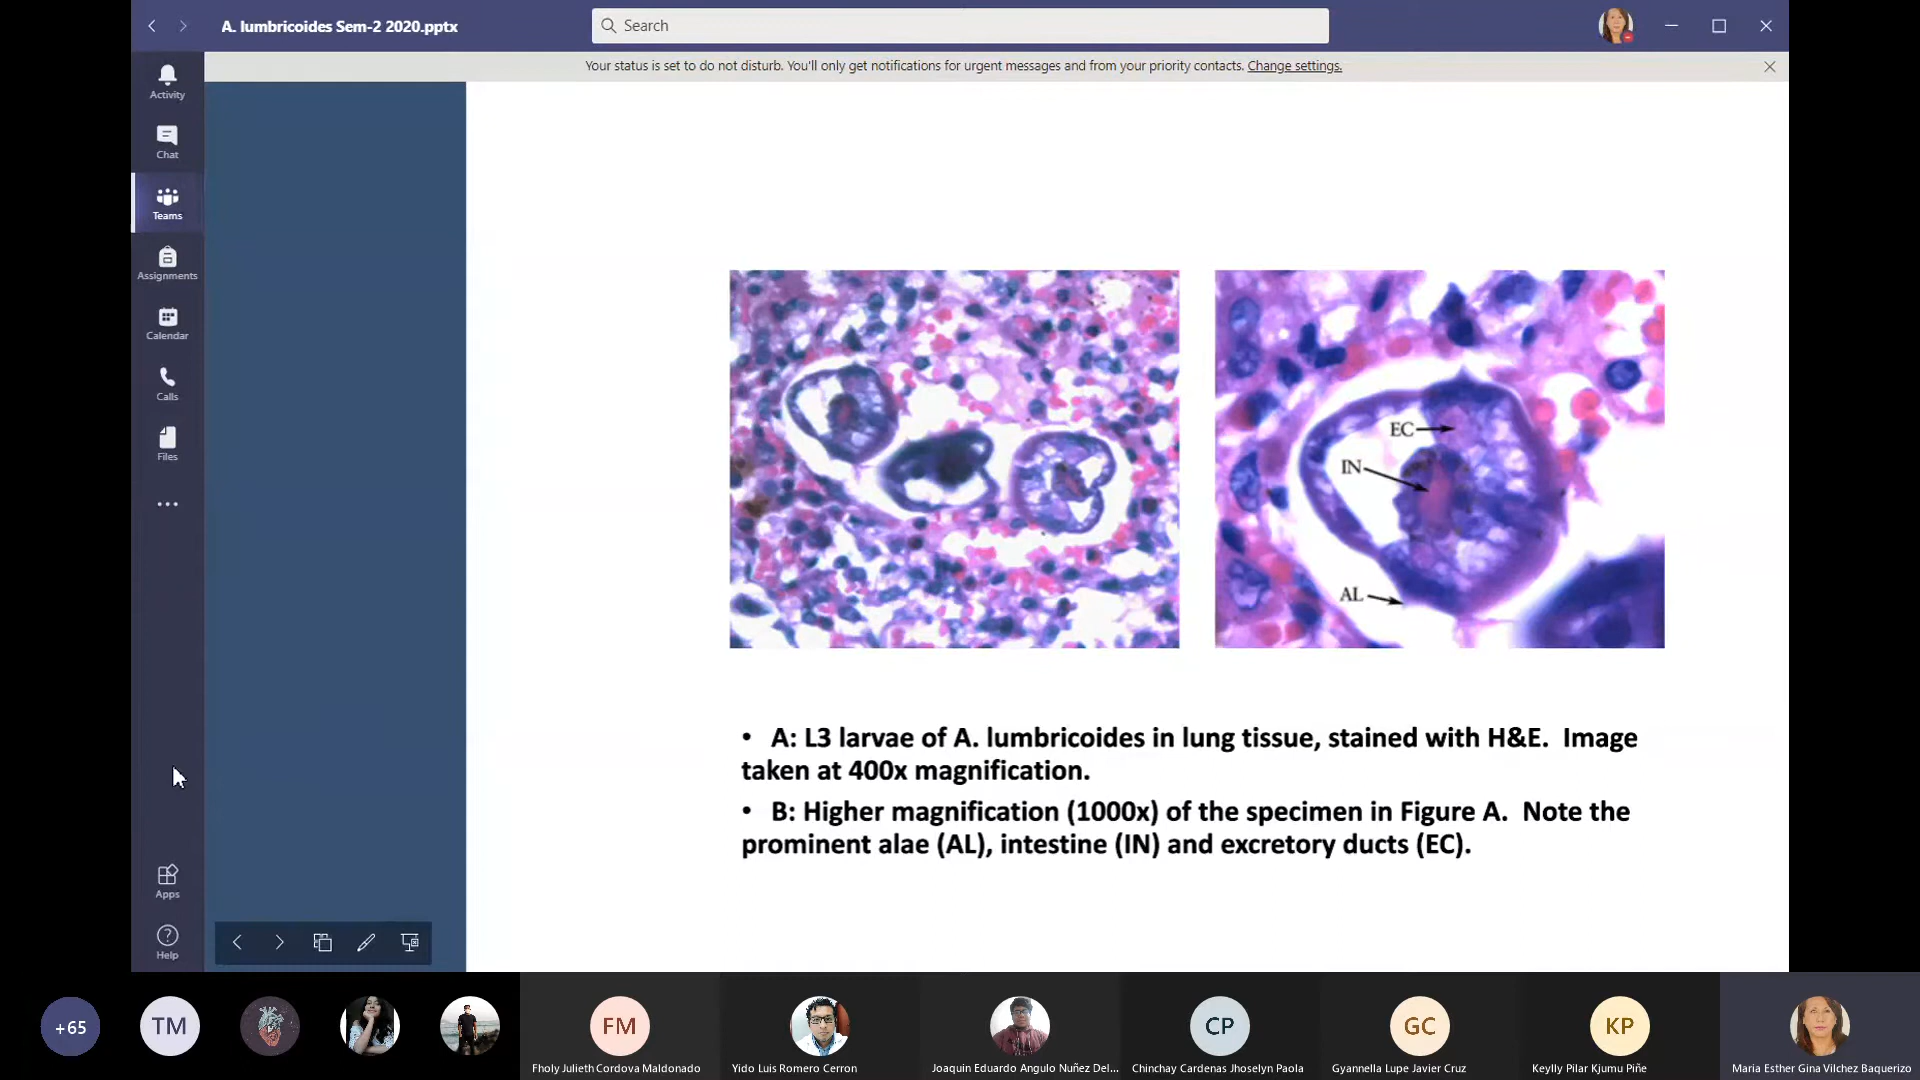 A. lumbricoides Sem-2 2020.pptx
Search
Your status is set to do not disturb. You'll only get notifications for urgent messages and from your priority contacts. Change settings.
Activity
Chat
Teams
Assignments
Calendar
Calls
Files
Apps
Help
EC
IN
AL
• A: L3 larvae of A. lumbricoides in lung tissue, stained with H&E. Image
taken at 400x magnification.
• B: Higher magnification (1000x) of the specimen in Figure A. Note the
prominent alae (AL), intestine (IN) and excretory ducts (EC).
+65
TM
FM
CP
GC
KP
Fholy Julieth Cordova Maldonado
Yido Luis Romero Cerron
Joaquin Eduardo Angulo Nuñez Del...
Chinchay Cardenas Jhoselyn Paola
Gyannella Lupe Javier Cruz
Keylly Pilar Kjumu Piñe
Maria Esther Gina Vilchez Baquerizo